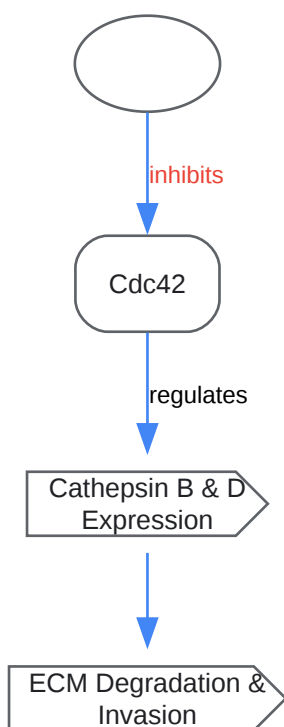 inhibits
Cdc42
regulates
Cathepsin B & D
Expression
ECM Degradation &
Invasion